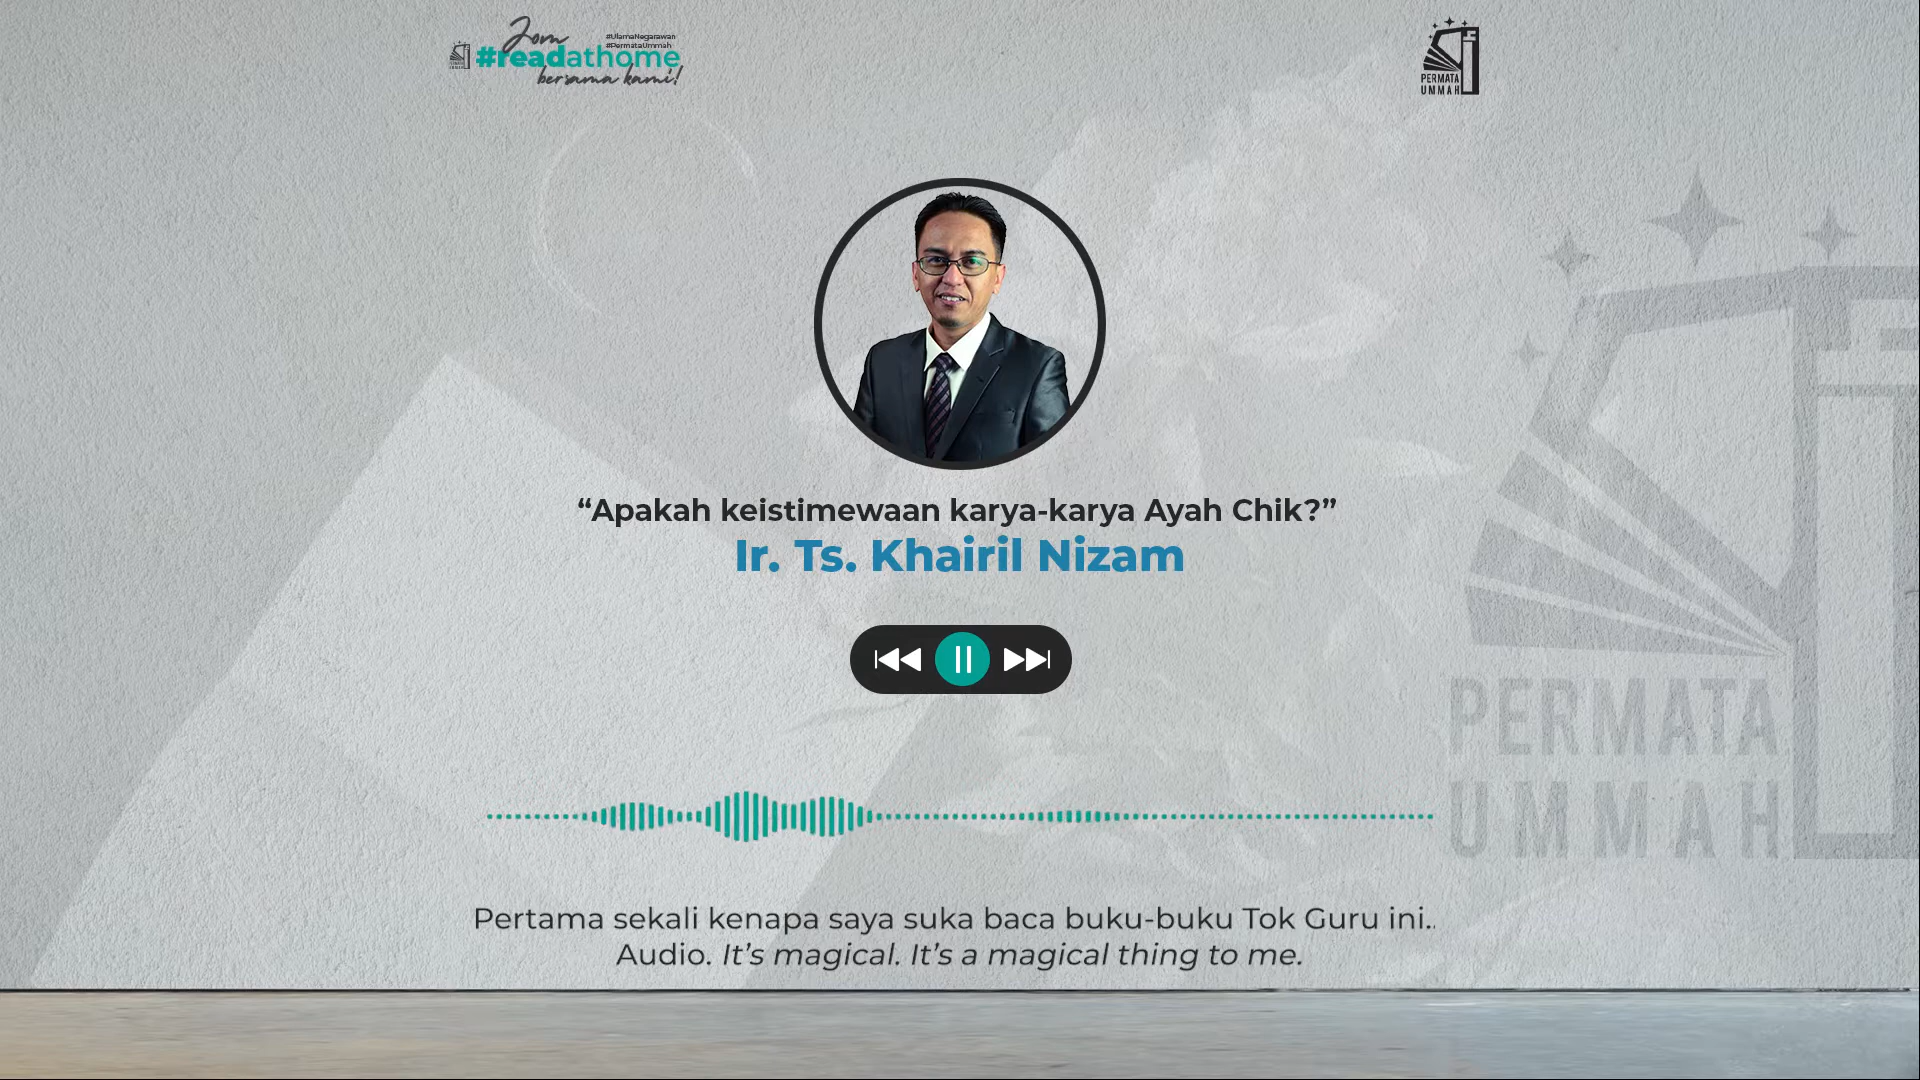 Jom
#UlamaNegarawan
#PermataUmmah
#readathome
bersama kami!
PERMATA
UMMAH
“Apakah keistimewaan karya-karya Ayah Chik?”
Ir. Ts. Khairil Nizam
PERMATA
UMMAH
Pertama sekali kenapa saya suka baca buku-buku Tok Guru ini..
Audio. It’s magical. It’s a magical thing to me.